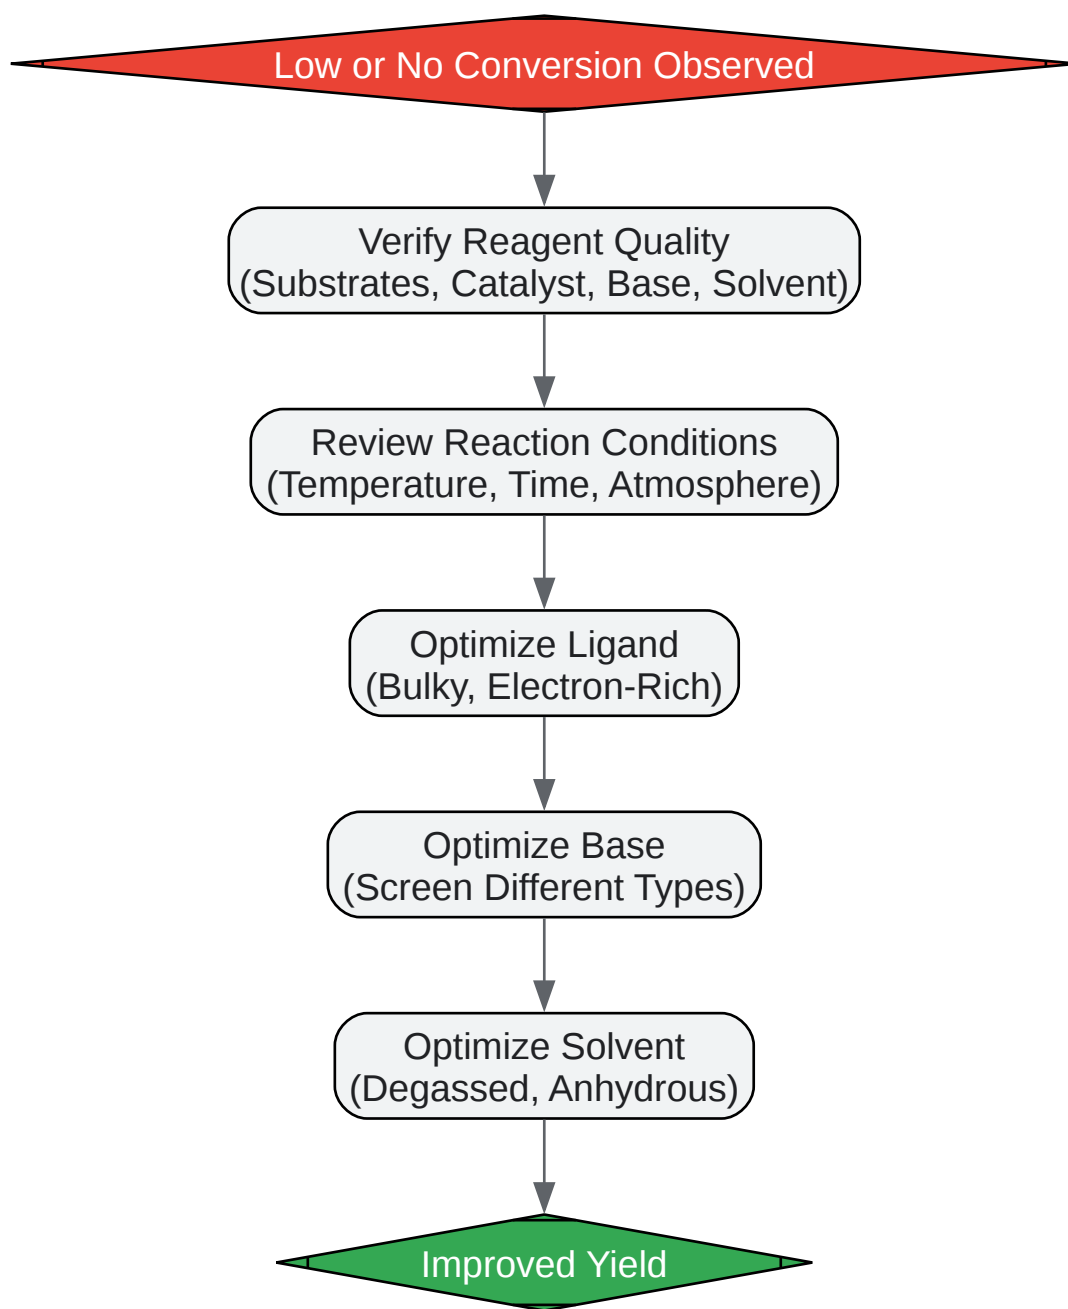 Low or No Conversion Observed
Verify Reagent Quality
(Substrates, Catalyst, Base, Solvent)
Review Reaction Conditions
(Temperature, Time, Atmosphere)
Optimize Ligand
(Bulky, Electron-Rich)
Optimize Base
(Screen Different Types)
Optimize Solvent
(Degassed, Anhydrous)
Improved Yield